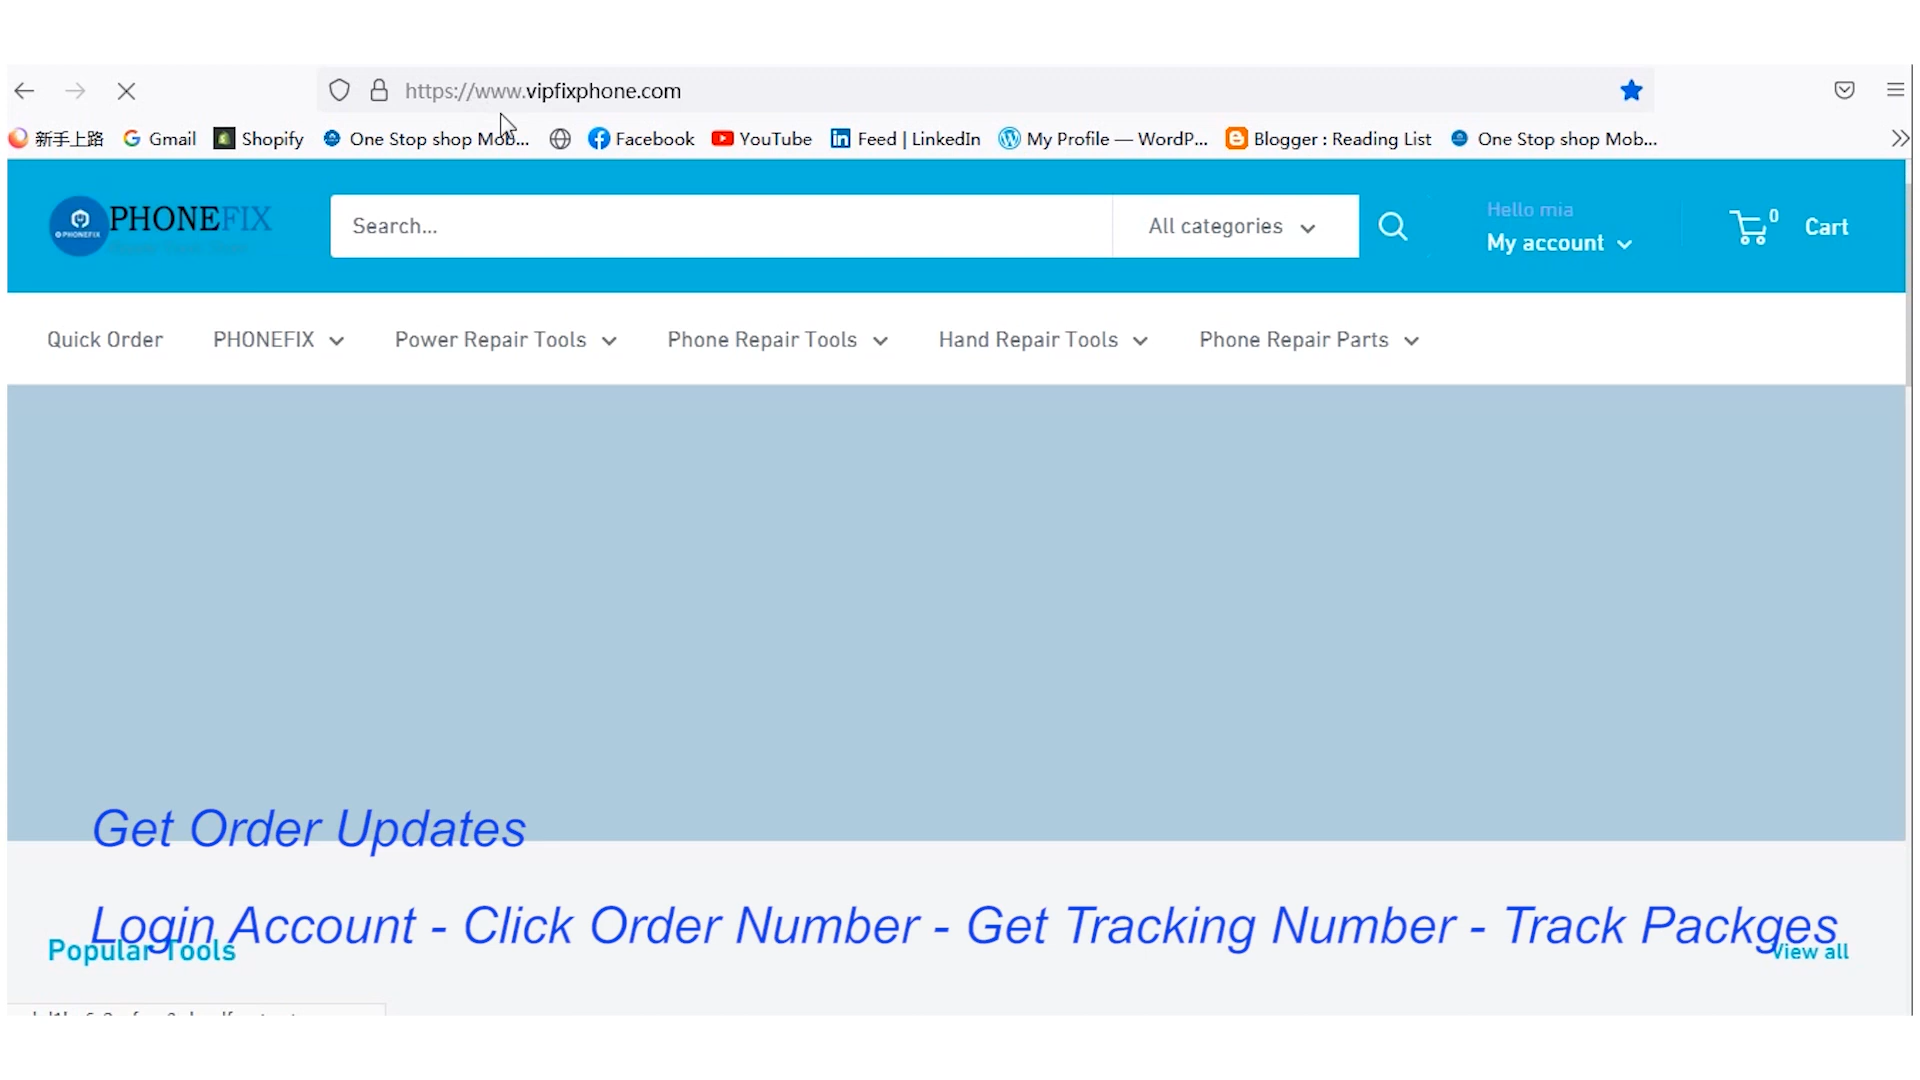 https://www.vipfixphone.com
新手上路 Gmail Shopify One Stop shop Mob... Facebook YouTube Feed | LinkedIn My Profile — WordP... Blogger : Reading List One Stop shop Mob...
PHONEFIX
PHONEFIX
Search...
All categories
Hello mia
My account
0
Cart
Quick Order PHONEFIX Power Repair Tools Phone Repair Tools Hand Repair Tools Phone Repair Parts
Get Order Updates
Login Account - Click Order Number - Get Tracking Number - Track Packges
Popular Tools
View all